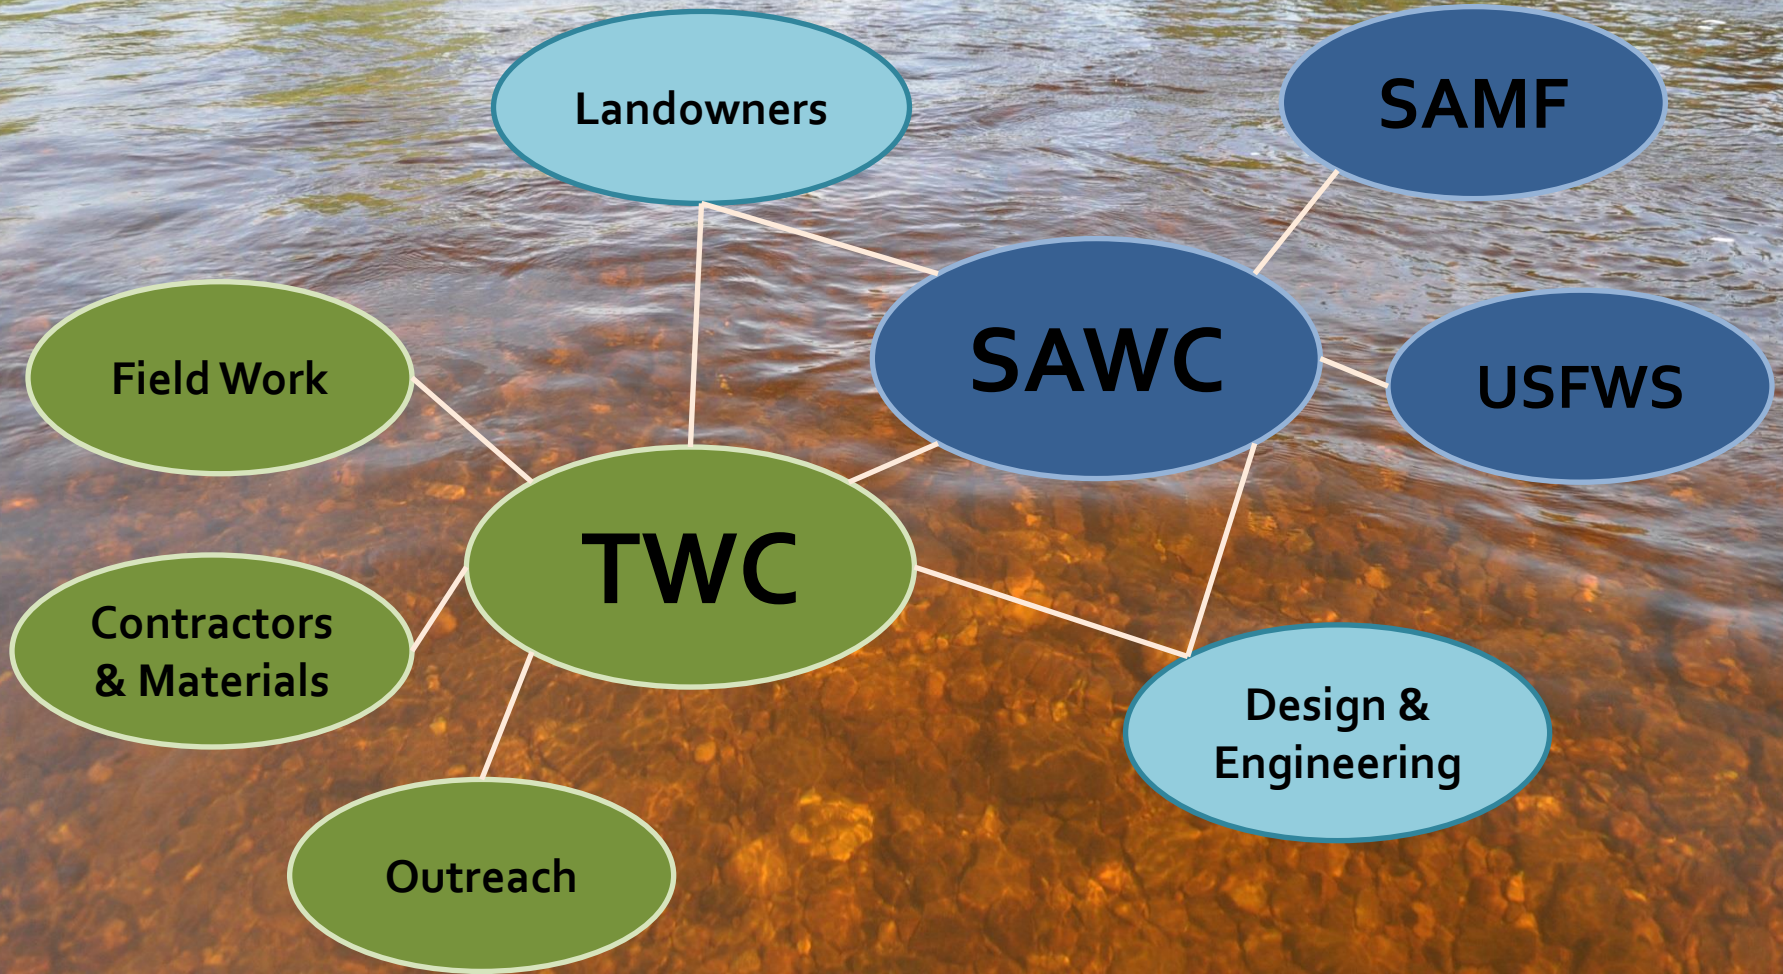 Landowners
SAMF
SAWC
USFWS
Field Work
TWC
Contractors
& Materials
Design &
Engineering
Outreach